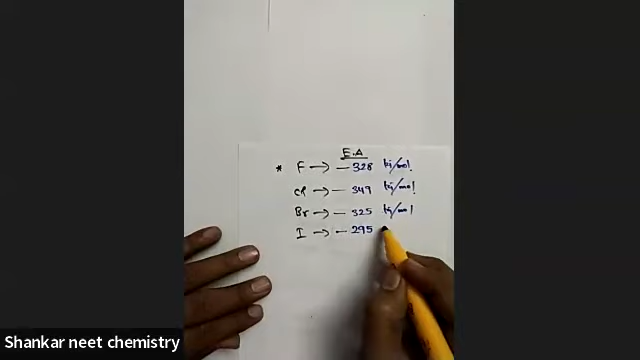 E.A
* F → - 328 kj/mol
Cl → - 349 kj/mol
Br → - 325 kj/mol
I → - 295
Shankar neet chemistry